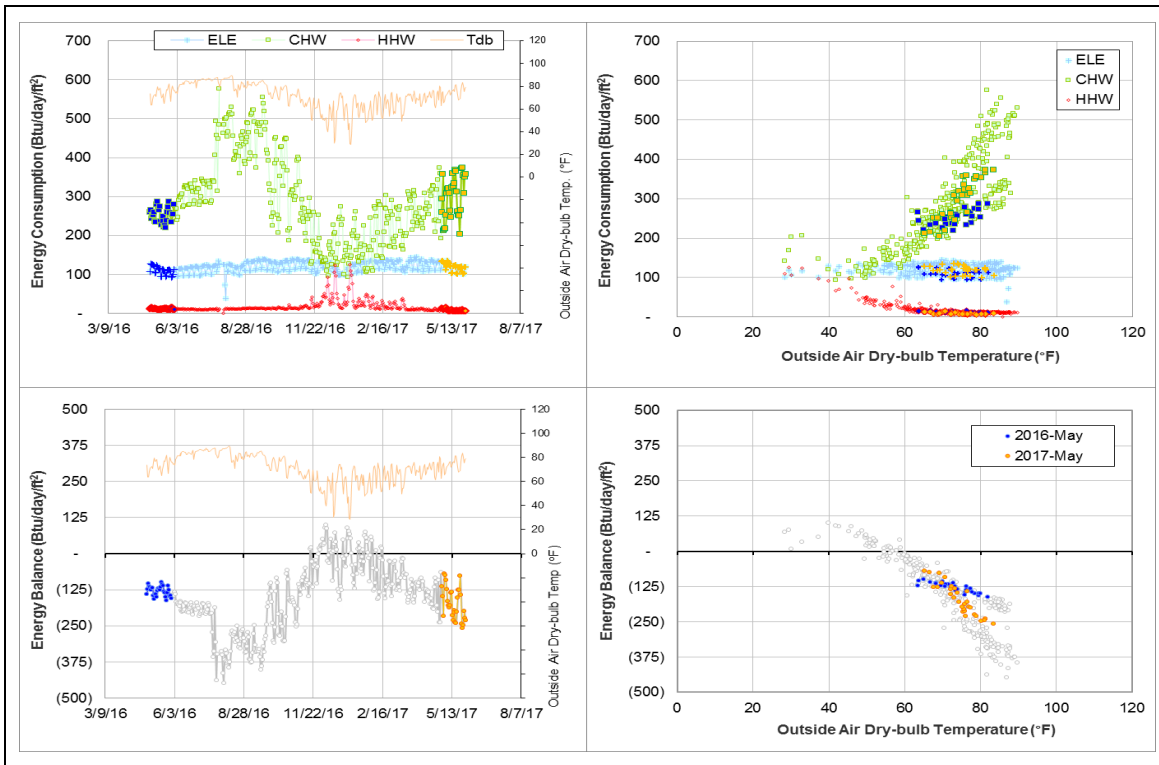 ELE CHW HHW Tdb
Energy Consumption (Btu/day/ft²)
700
600
500
400
300
200
100
-
120
100
80
60
40
20
0
Outside Air Dry-bulb Temp. (°F)
3/9/16 6/3/16 8/28/16 11/22/16 2/16/17 5/13/17 8/7/17
Energy Consumption (Btu/day/ft²)
700
600
500
400
300
200
100
-
ELE
CHW
HHW
0 20 40 60 80 100 120
Outside Air Dry-bulb Temperature (°F)
Energy Balance (Btu/day/ft²)
500
375
250
125
-
(125)
(250)
(375)
(500)
120
100
80
60
40
20
0
Outside Air Dry-bulb Temp (°F)
3/9/16 6/3/16 8/28/16 11/22/16 2/16/17 5/13/17 8/7/17
Energy Balance (Btu/day/ft²)
500
375
250
125
-
(125)
(250)
(375)
(500)
2016-May
2017-May
0 20 40 60 80 100 120
Outside Air Dry-bulb Temperature (°F)